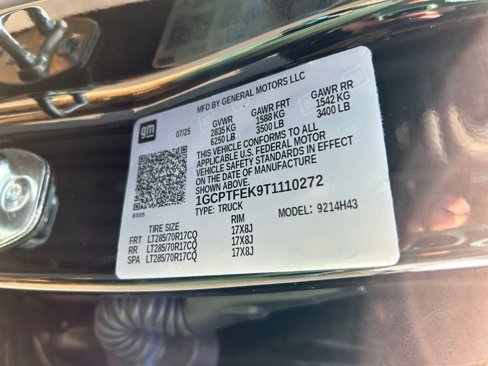 MFD BY GENERAL MOTORS LLC
gm 07/25 GVWR GAWR FRT GAWR RR
2835 KG 1588 KG 1542 KG
6250 LB 3500 LB 3400 LB
THIS VEHICLE CONFORMS TO ALL
APPLICABLE U.S. FEDERAL MOTOR
VEHICLE SAFETY STANDARDS IN EFFECT
ON THE DATE OF MANUFACTURE
SHOWN ABOVE
1GCPTFEK9T1110272
TYPE: TRUCK MODEL: 9214H43
8555
TIRE SIZE RIM
FRT LT285/70R17CQ 17X8J
RR LT285/70R17CQ 17X8J
SPA LT285/70R17CQ 17X8J